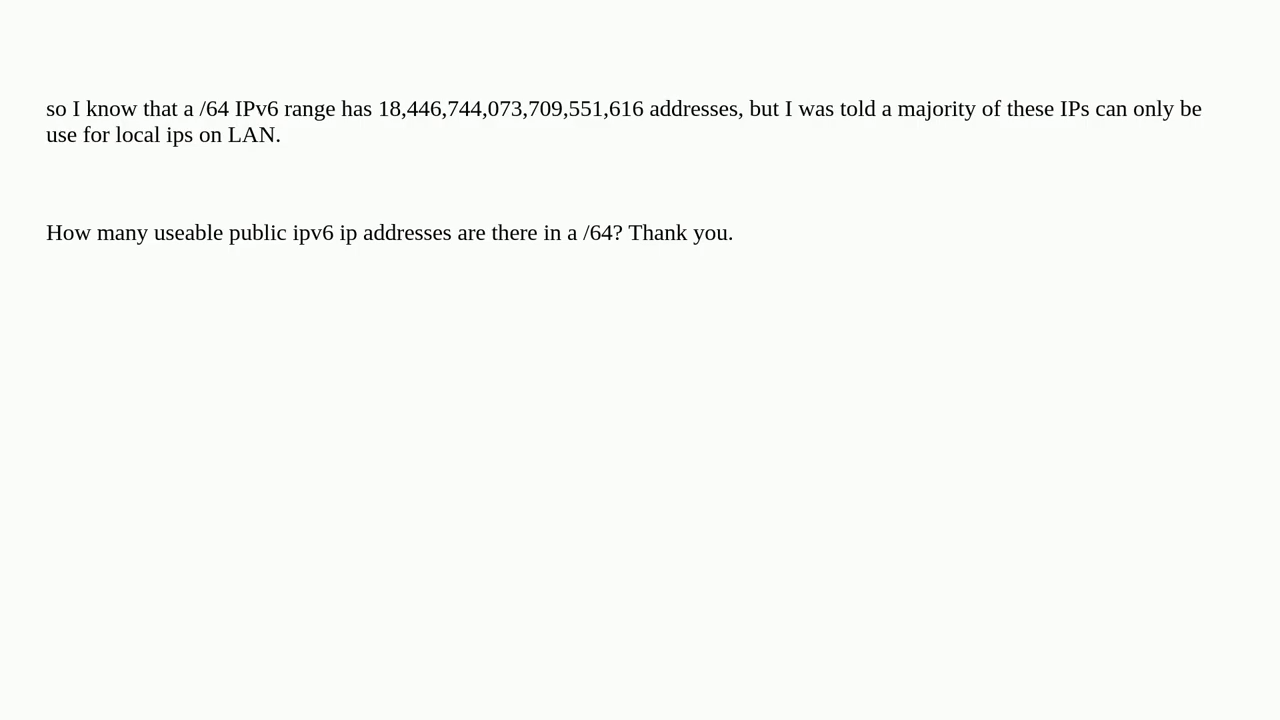 so I know that a /64 IPv6 range has 18,446,744,073,709,551,616 addresses, but I was told a majority of these IPs can only be
use for local ips on LAN.
How many useable public ipv6 ip addresses are there in a /64? Thank you.